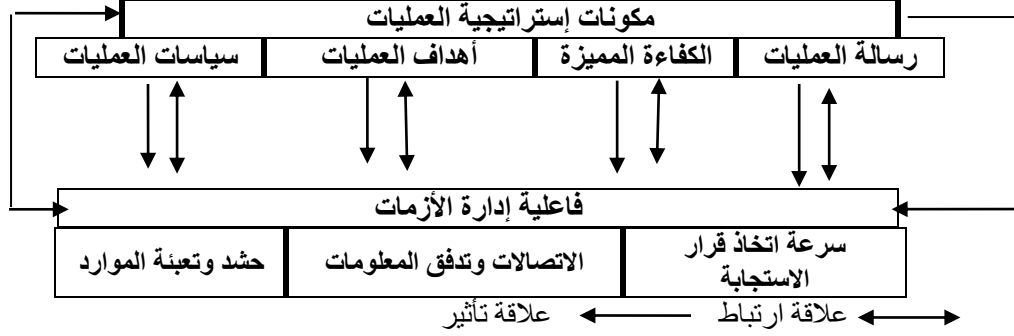 مكونات إستراتيجية العمليات
رسالة العمليات الكفاءة المميزة أهداف العمليات سياسات العمليات
فاعلية إدارة الأزمات
سرعة اتخاذ قرار الاستجابة الاتصالات وتدفق المعلومات حشد وتعبئة الموارد
علاقة ارتباط علاقة تأثير